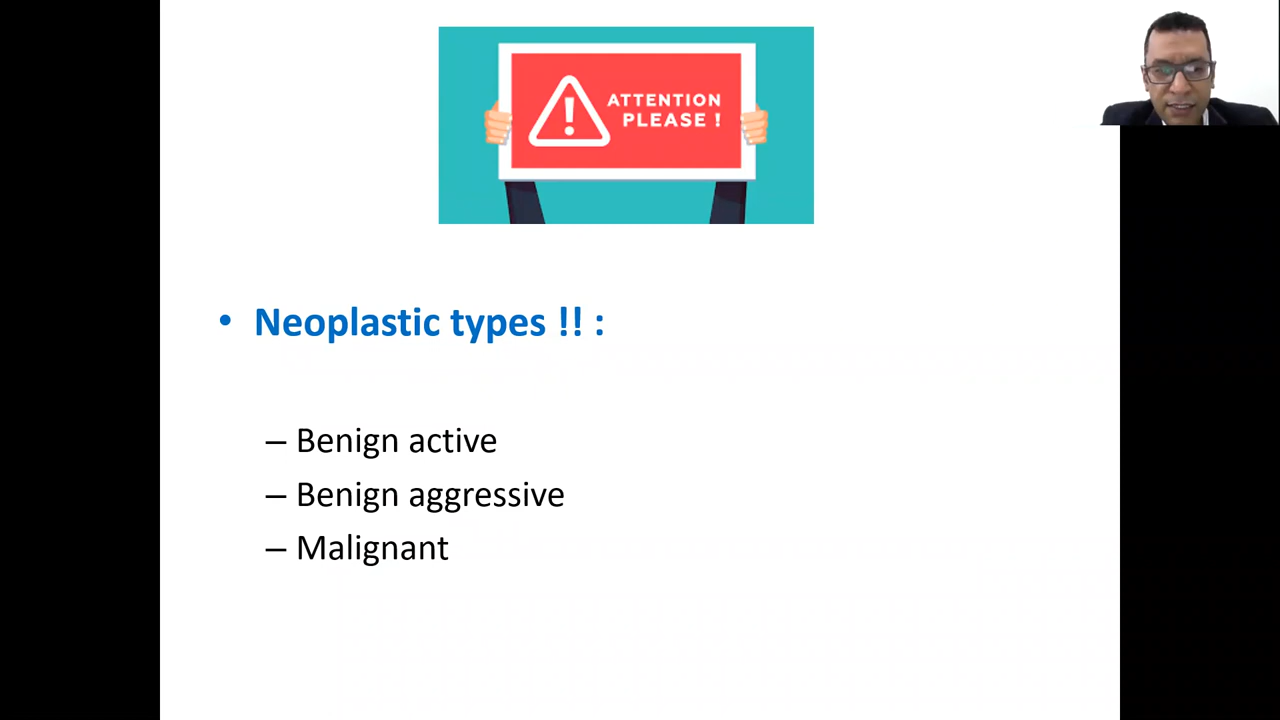 ATTENTION
PLEASE !
• Neoplastic types !! :
– Benign active
– Benign aggressive
– Malignant